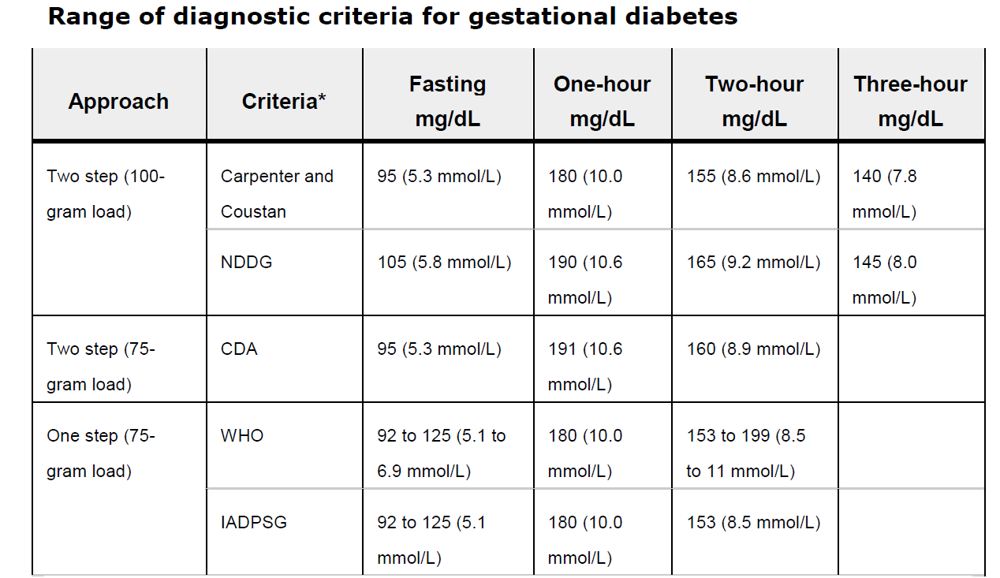 Range of diagnostic criteria for gestational diabetes
Approach
Criteria*
Fasting
mg/dL
One-hour
mg/dL
Two-hour
mg/dL
Three-hour
mg/dL
Two step (100-
gram load)
Carpenter and
Coustan
95 (5.3 mmol/L)
180 (10.0
mmol/L)
155 (8.6 mmol/L)
140 (7.8
mmol/L)
NDDG
105 (5.8 mmol/L)
190 (10.6
mmol/L)
165 (9.2 mmol/L)
145 (8.0
mmol/L)
Two step (75-
gram load)
CDA
95 (5.3 mmol/L)
191 (10.6
mmol/L)
160 (8.9 mmol/L)
One step (75-
gram load)
WHO
92 to 125 (5.1 to
6.9 mmol/L)
180 (10.0
mmol/L)
153 to 199 (8.5
to 11 mmol/L)
IADPSG
92 to 125 (5.1
mmol/L)
180 (10.0
mmol/L)
153 (8.5 mmol/L)